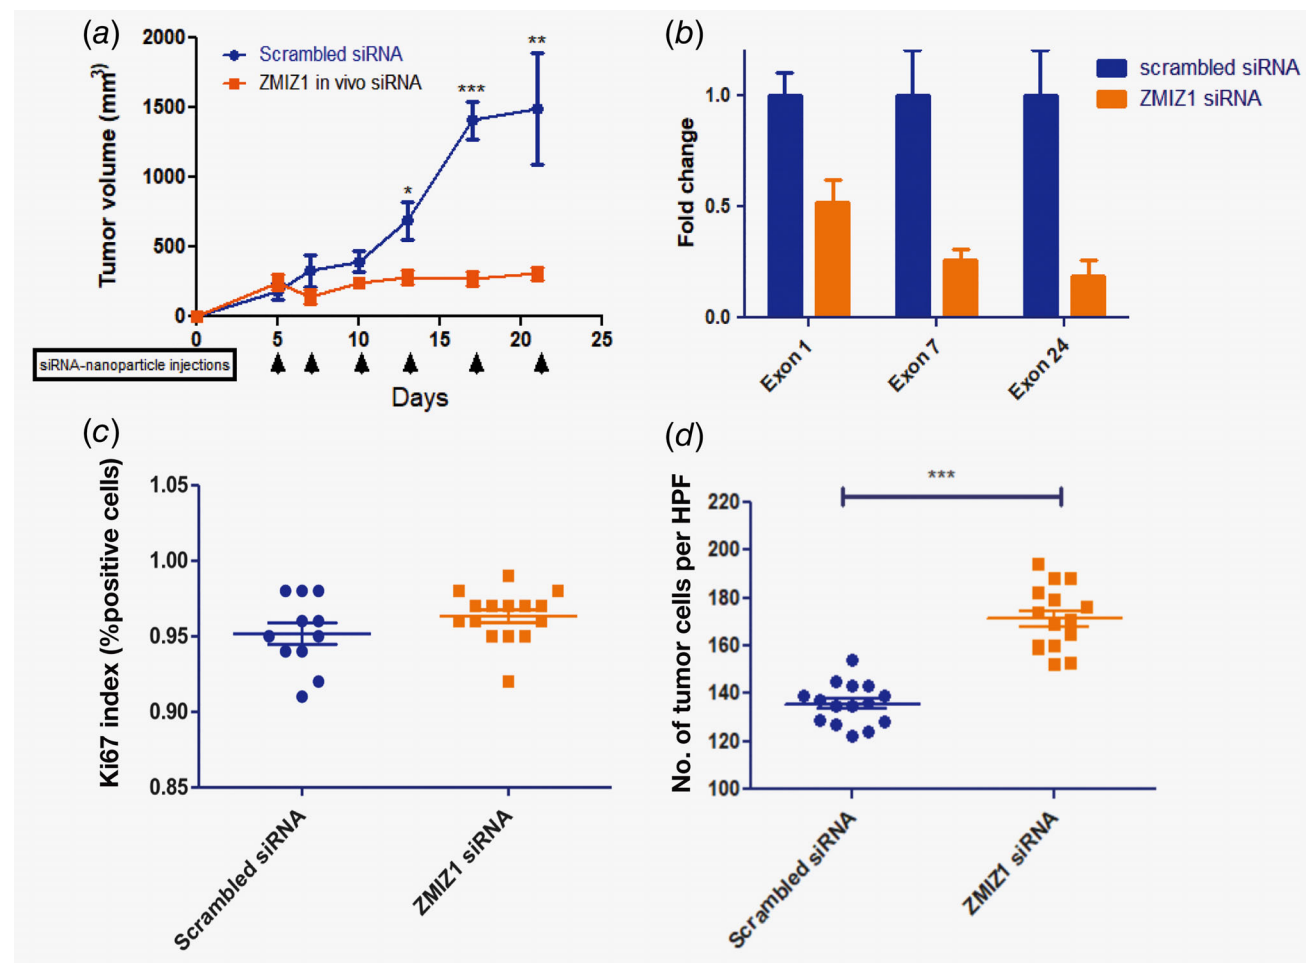 (a)
Tumor volume (mm3)
2000
1500
1000
500
0
Scrambled siRNA
ZMIZ1 in vivo siRNA
*
***
**
0 5 10 15 20 25
siRNA-nanoparticle injections
Days
(b)
Fold change
1.0
0.5
0.0
scrambled siRNA
ZMIZ1 siRNA
Exon 1
Exon 7
Exon 24
(c)
Ki67 index (%positive cells)
1.05
1.00
0.95
0.90
0.85
Scrambled siRNA
ZMIZ1 siRNA
(d)
No. of tumor cells per HPF
220
200
180
160
140
120
100
***
Scrambled siRNA
ZMIZ1 siRNA